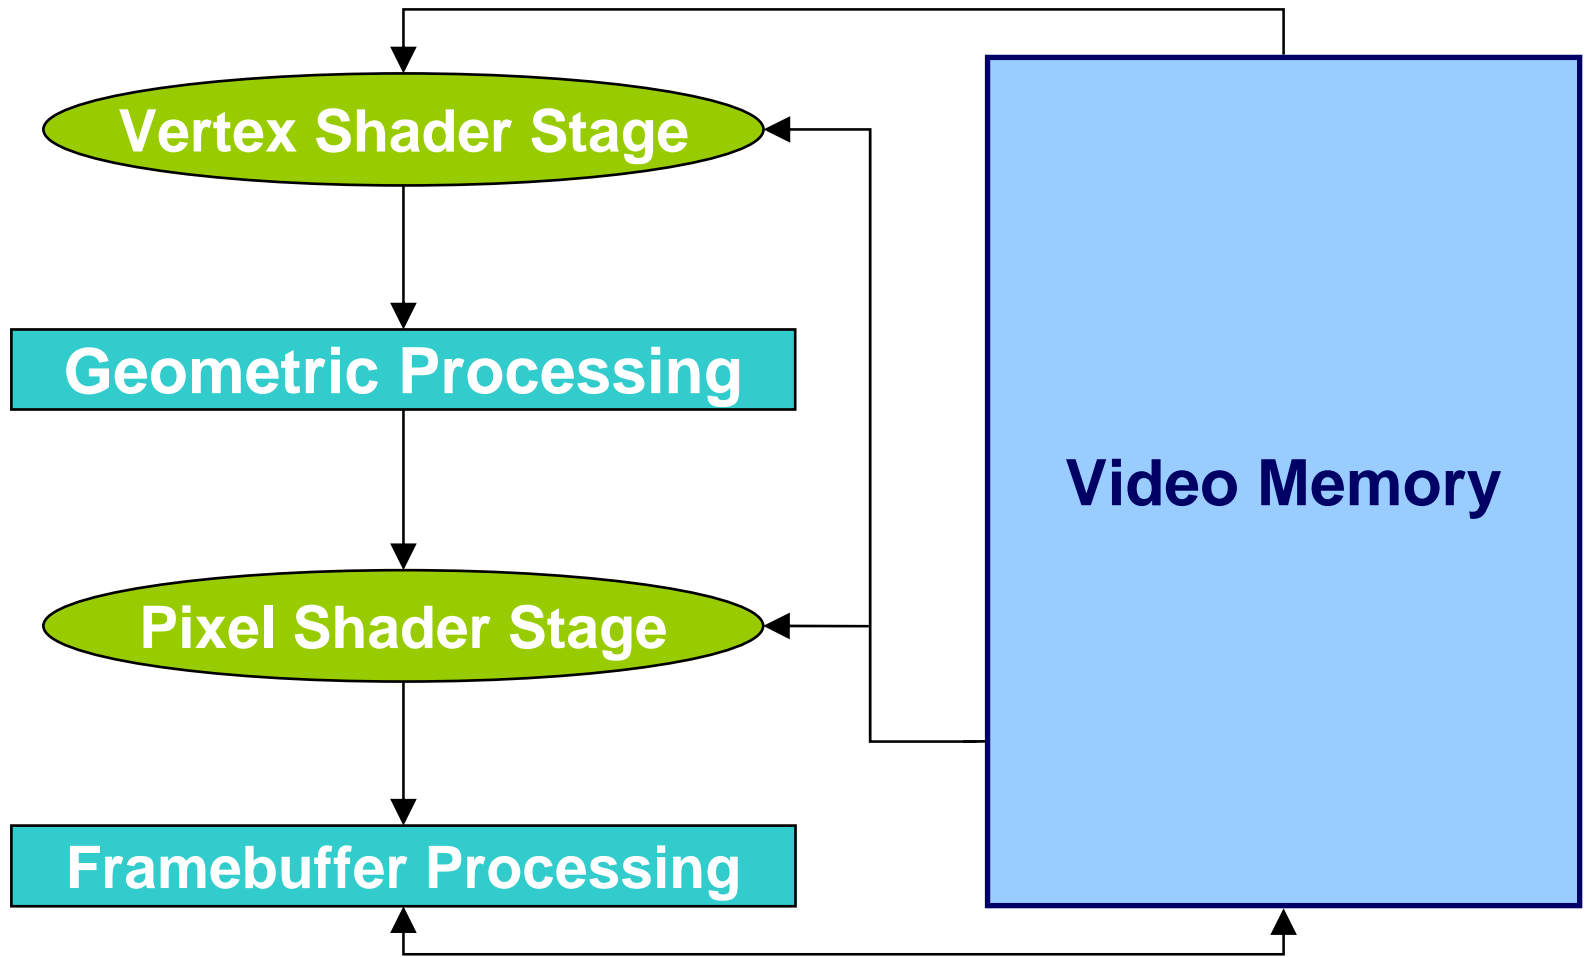 Vertex Shader Stage
Geometric Processing
Video Memory
Pixel Shader Stage
Framebuffer Processing